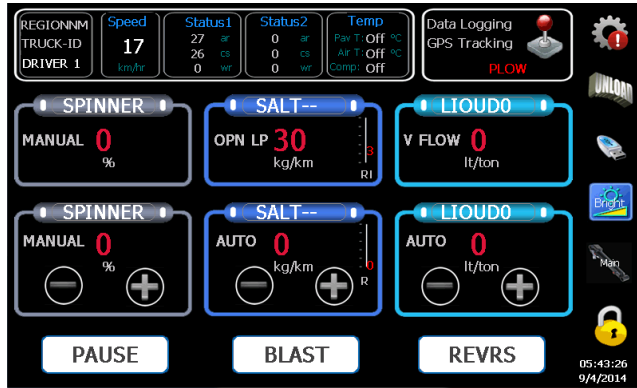 REGIONNM
TRUCK-ID
DRIVER 1
Speed
17
km/hr
Status1
27 ar
26 cs
0 wr
Status2
0 ar
0 cs
0 wr
Temp
Pav T: Off ºC
Air T: Off ºC
Comp: Off
Data Logging
GPS Tracking
PLOW
UNLOAD
SPINNER
MANUAL 0
%
SALT--
OPN LP 30
kg/km
3
RI
LIOUD0
V FLOW 0
lt/ton
Bright
SPINNER
MANUAL 0
%
SALT--
AUTO 0
kg/km
0
R
LIOUD0
AUTO 0
lt/ton
Main
PAUSE
BLAST
REVRS
05:43:26
9/4/2014